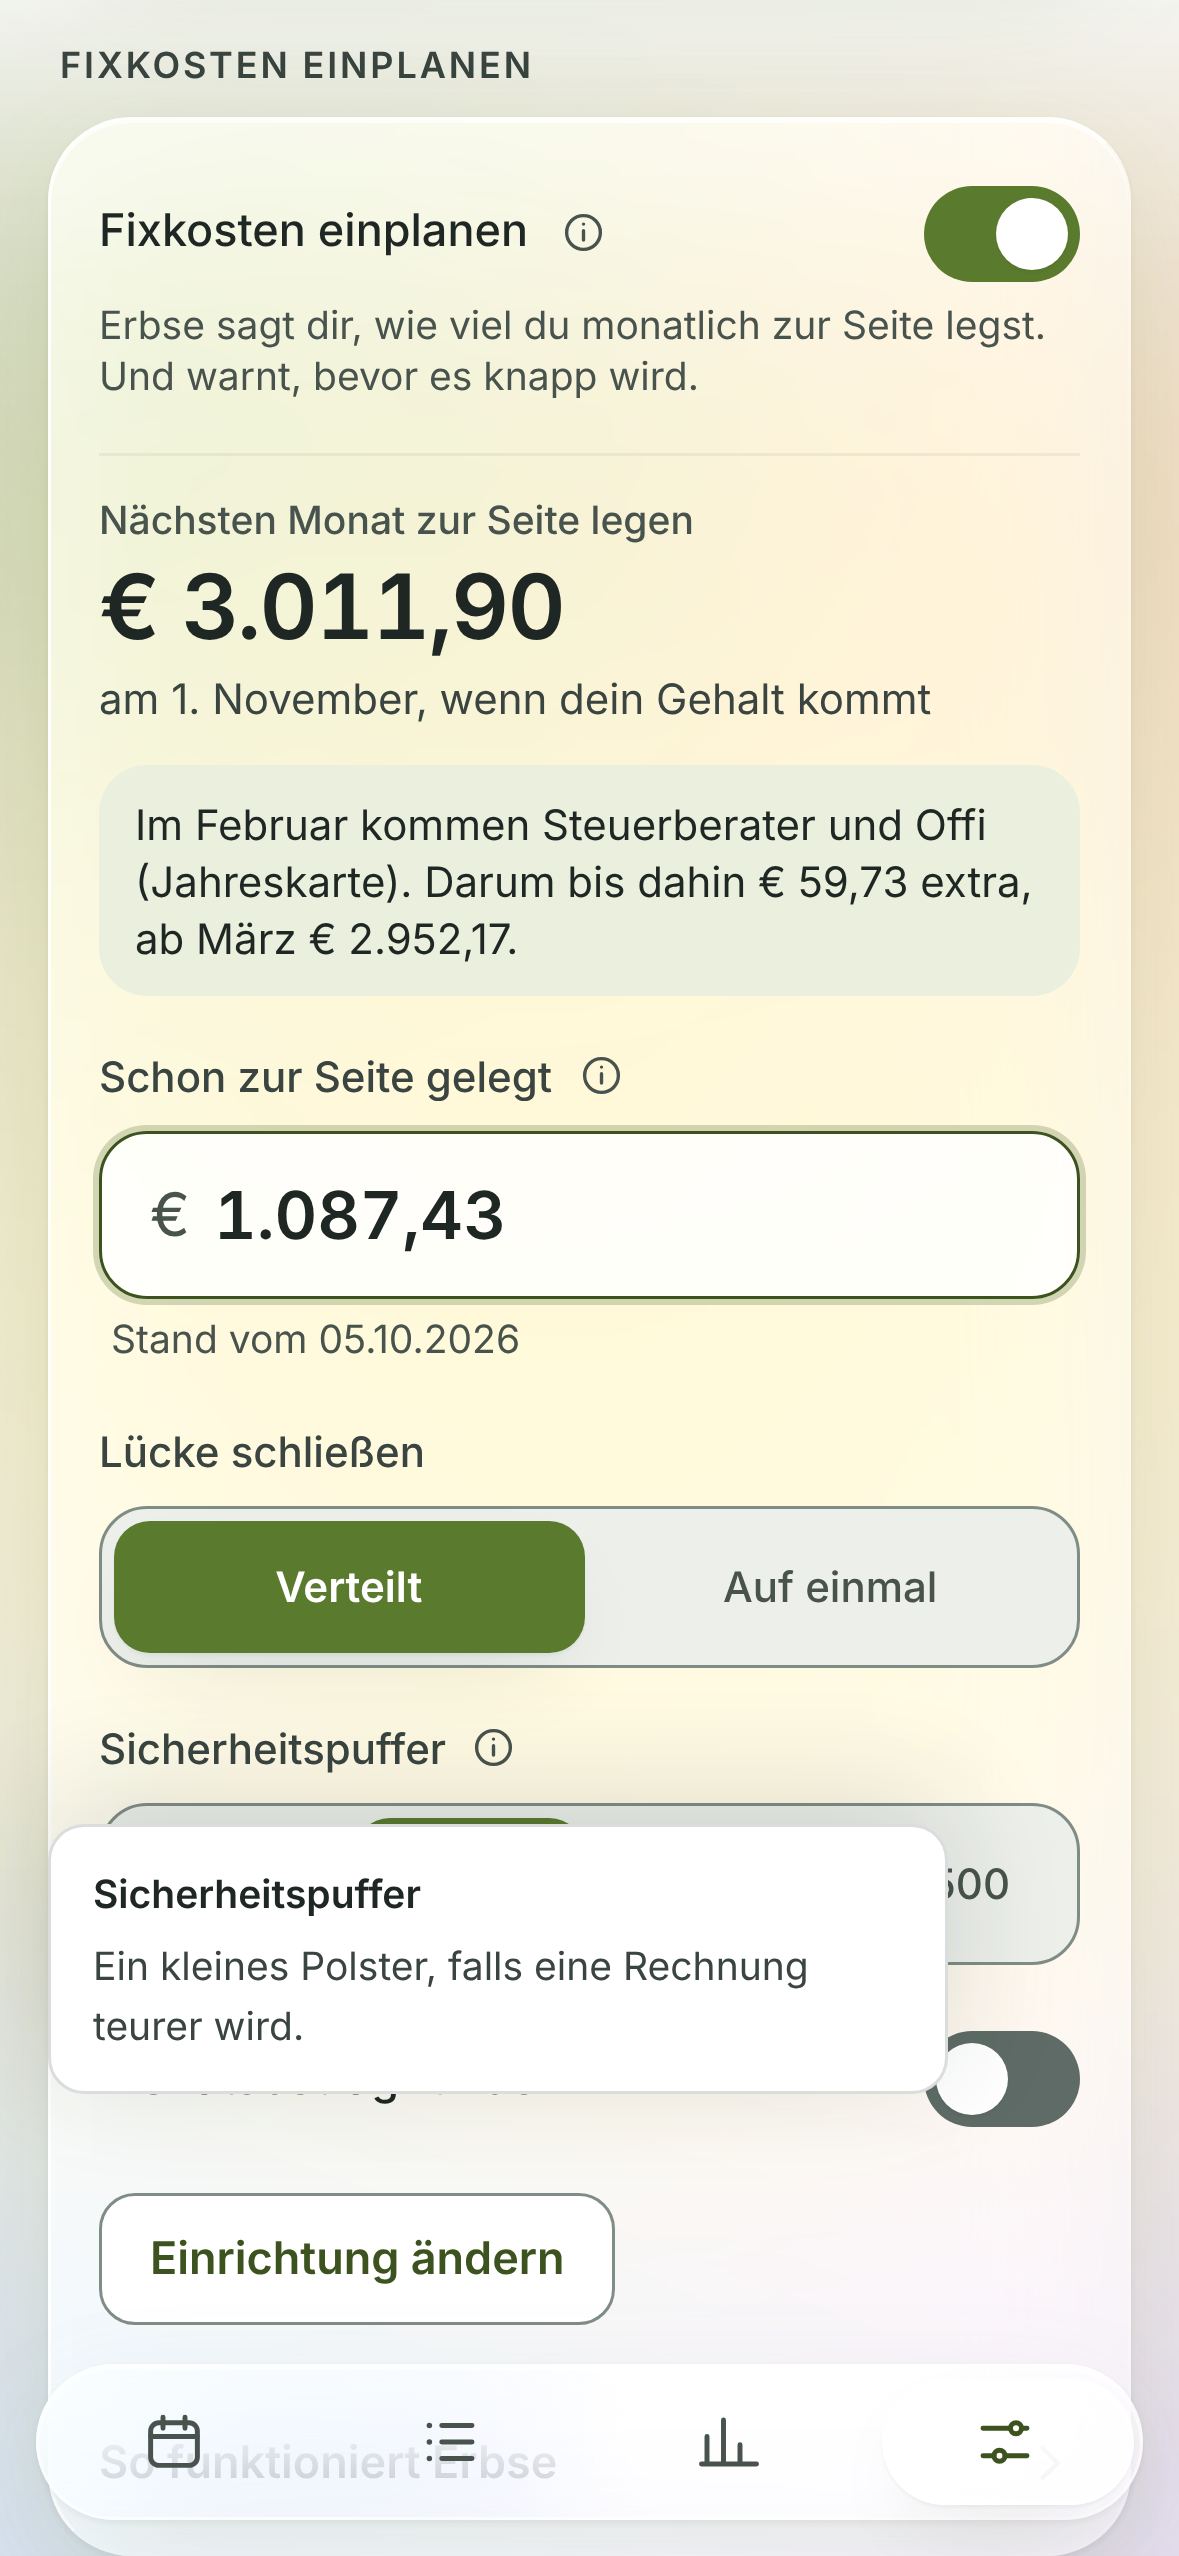 FIXKOSTEN EINPLANEN
Fixkosten einplanen
Erbse sagt dir, wie viel du monatlich zur Seite legst.
Und warnt, bevor es knapp wird.
Nächsten Monat zur Seite legen
€ 3.011,90
am 1. November, wenn dein Gehalt kommt
Im Februar kommen Steuerberater und Offi
(Jahreskarte). Darum bis dahin € 59,73 extra,
ab März € 2.952,17.
Schon zur Seite gelegt
€ 1.087,43
Stand vom 05.10.2026
Lücke schließen
Verteilt
Auf einmal
Sicherheitspuffer
Sicherheitspuffer
Ein kleines Polster, falls eine Rechnung
teurer wird.
Einrichtung ändern
So funktioniert Erbse